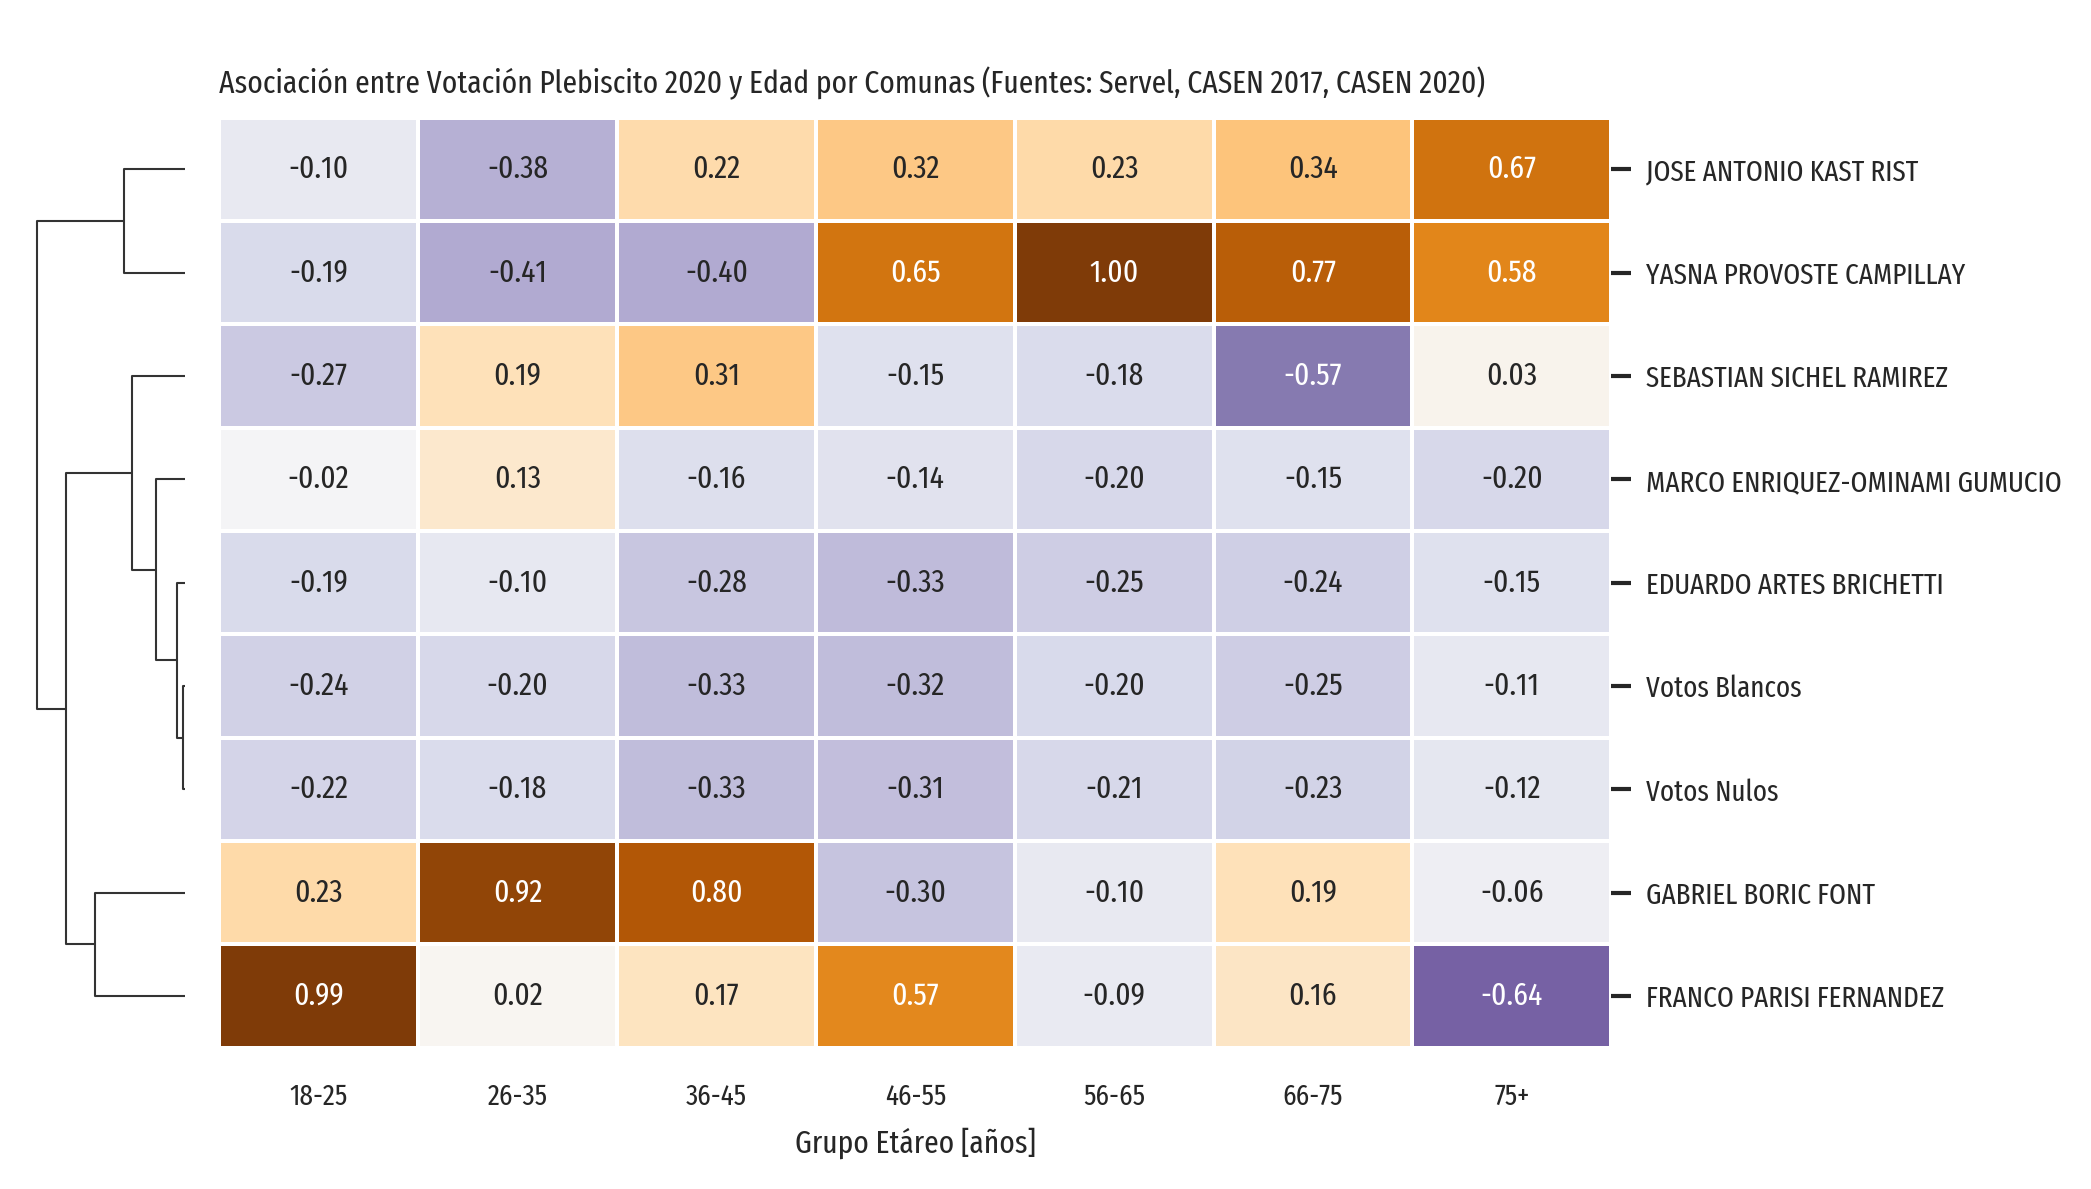 Asociación entre Votación Plebiscito 2020 y Edad por Comunas (Fuentes: Servel, CASEN 2017, CASEN 2020)
-0.10 -0.38 0.22 0.32 0.23 0.34 0.67 JOSE ANTONIO KAST RIST
-0.19 -0.41 -0.40 0.65 1.00 0.77 0.58 YASNA PROVOSTE CAMPILLAY
-0.27 0.19 0.31 -0.15 -0.18 -0.57 0.03 SEBASTIAN SICHEL RAMIREZ
-0.02 0.13 -0.16 -0.14 -0.20 -0.15 -0.20 MARCO ENRIQUEZ-OMINAMI GUMUCIO
-0.19 -0.10 -0.28 -0.33 -0.25 -0.24 -0.15 EDUARDO ARTES BRICHETTI
-0.24 -0.20 -0.33 -0.32 -0.20 -0.25 -0.11 Votos Blancos
-0.22 -0.18 -0.33 -0.31 -0.21 -0.23 -0.12 Votos Nulos
0.23 0.92 0.80 -0.30 -0.10 0.19 -0.06 GABRIEL BORIC FONT
0.99 0.02 0.17 0.57 -0.09 0.16 -0.64 FRANCO PARISI FERNANDEZ
18-25 26-35 36-45 46-55 56-65 66-75 75+
Grupo Etáreo [años]